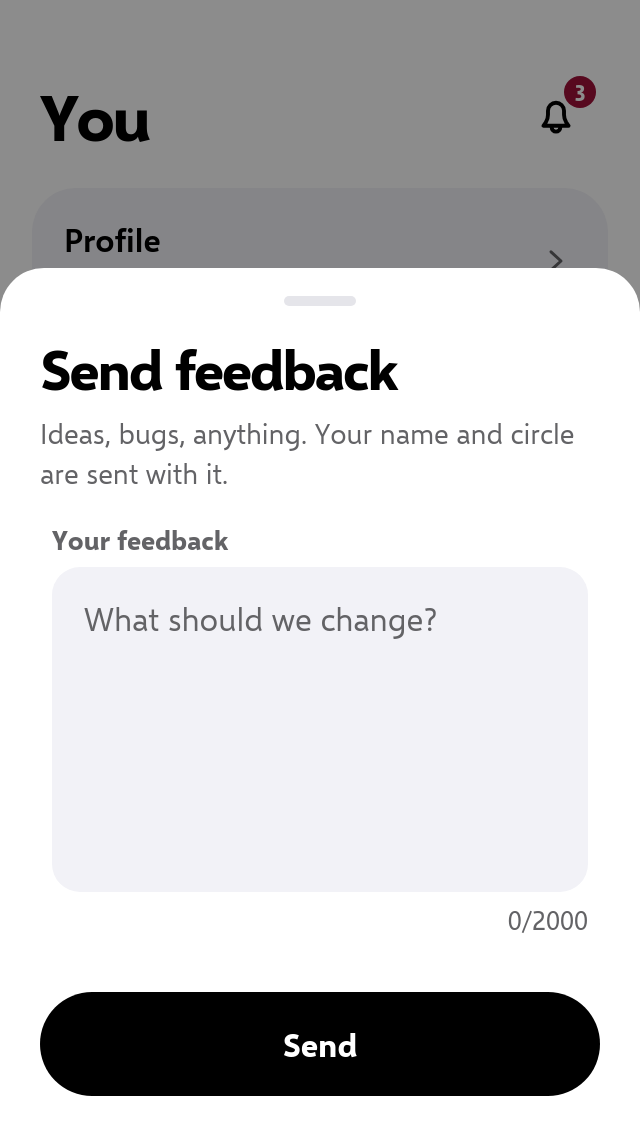 You
3
Profile
Send feedback
Ideas, bugs, anything. Your name and circle
are sent with it.
Your feedback
What should we change?
0/2000
Send